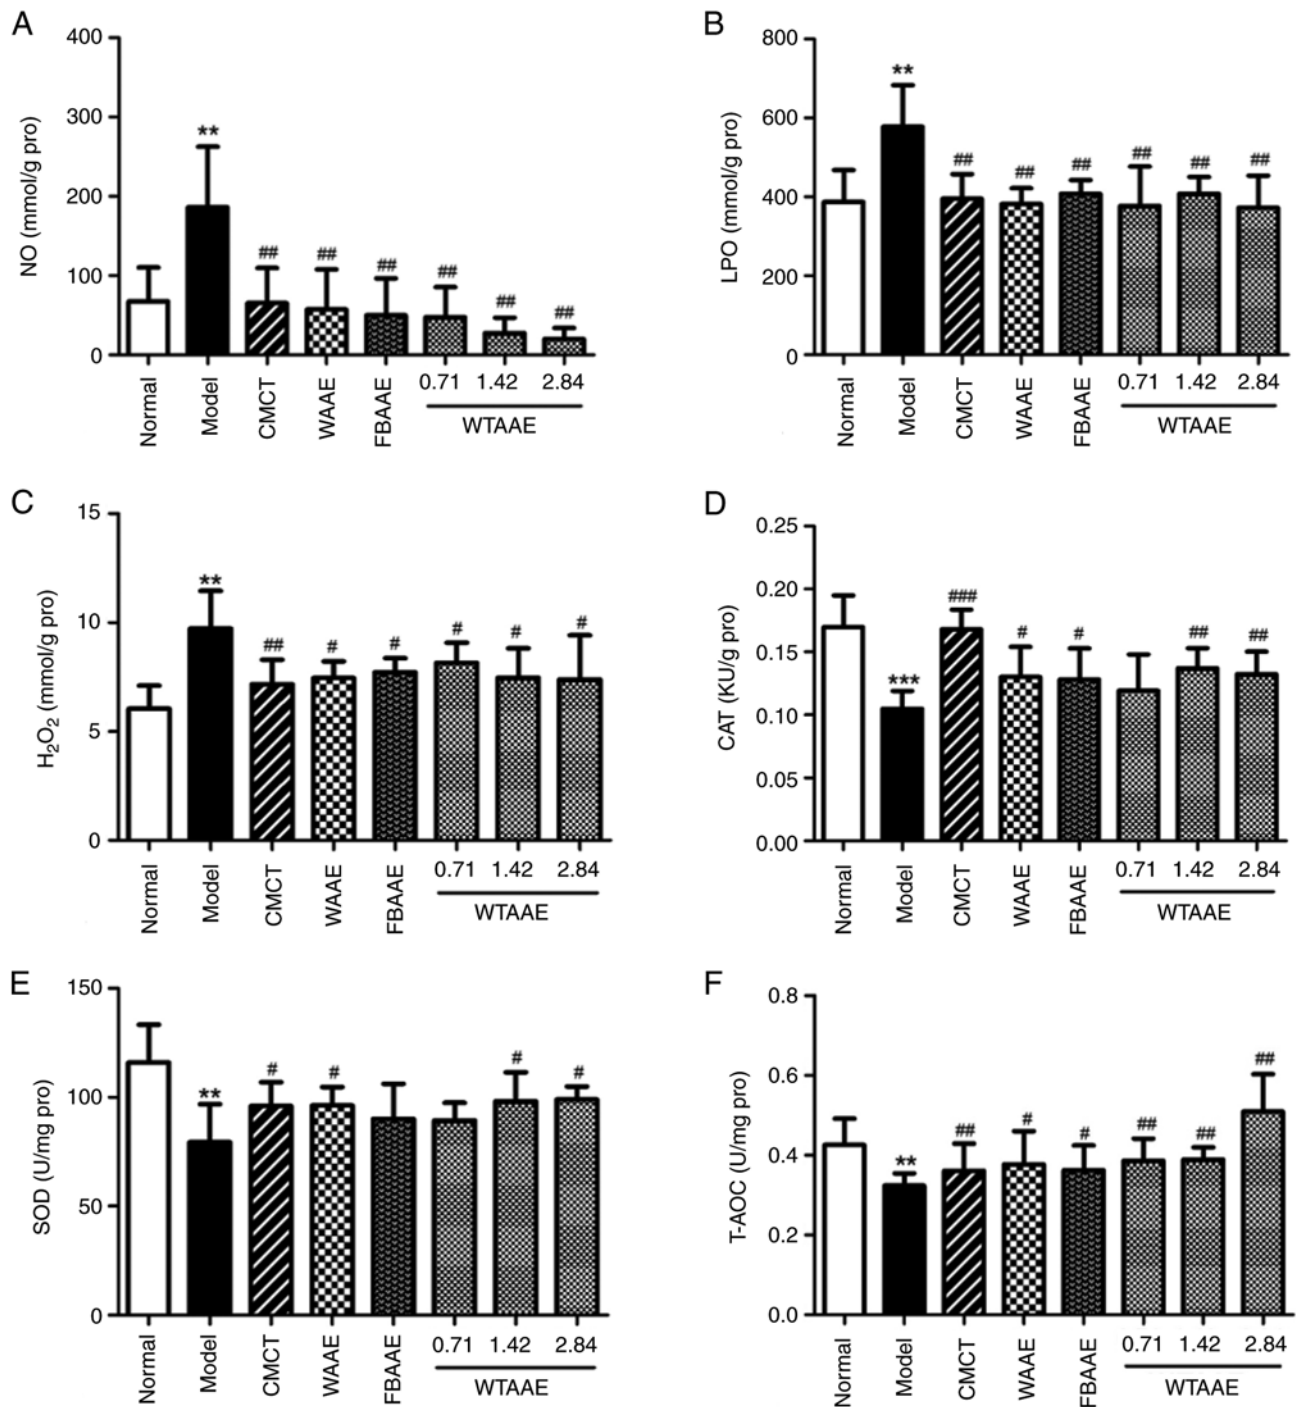 A
NO (mmol/g pro)
400
300
200
100
0
**
##
##
##
##
##
##
Normal
Model
CMCT
WAAE
FBAAE
0.71 1.42 2.84
WTAAE
B
LPO (mmol/g pro)
800
600
400
200
0
**
##
##
##
##
##
##
Normal
Model
CMCT
WAAE
FBAAE
0.71 1.42 2.84
WTAAE
C
H₂O₂ (mmol/g pro)
15
10
5
0
**
##
#
#
#
#
#
Normal
Model
CMCT
WAAE
FBAAE
0.71 1.42 2.84
WTAAE
D
CAT (KU/g pro)
0.25
0.20
0.15
0.10
0.05
0.00
***
###
#
#
##
##
Normal
Model
CMCT
WAAE
FBAAE
0.71 1.42 2.84
WTAAE
E
SOD (U/mg pro)
150
100
50
0
**
#
#
#
#
Normal
Model
CMCT
WAAE
FBAAE
0.71 1.42 2.84
WTAAE
F
T-AOC (U/mg pro)
0.8
0.6
0.4
0.2
0.0
**
##
#
#
##
##
##
Normal
Model
CMCT
WAAE
FBAAE
0.71 1.42 2.84
WTAAE